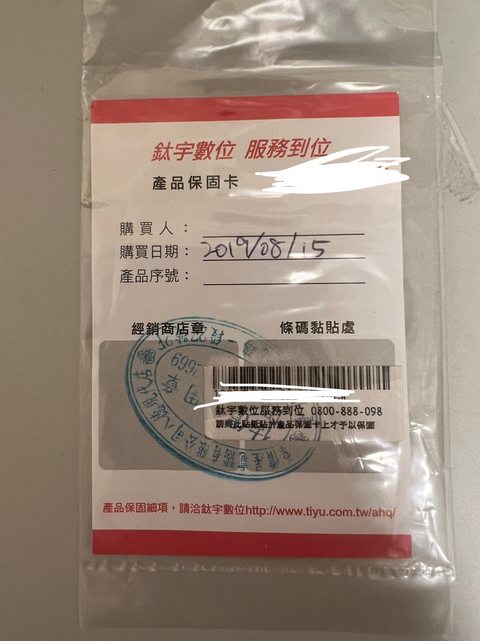 鈦宇數位 服務到位
產品保固卡
購買人：
購買日期：2019/08/15
產品序號：
經銷商店章
條碼黏貼處
鈦宇數位服務到位 0800-888-098
請將此貼紙貼於產品保固卡上才予以保固
產品保固細項，請洽鈦宇數位http://www.tiyu.com.tw/ahq/